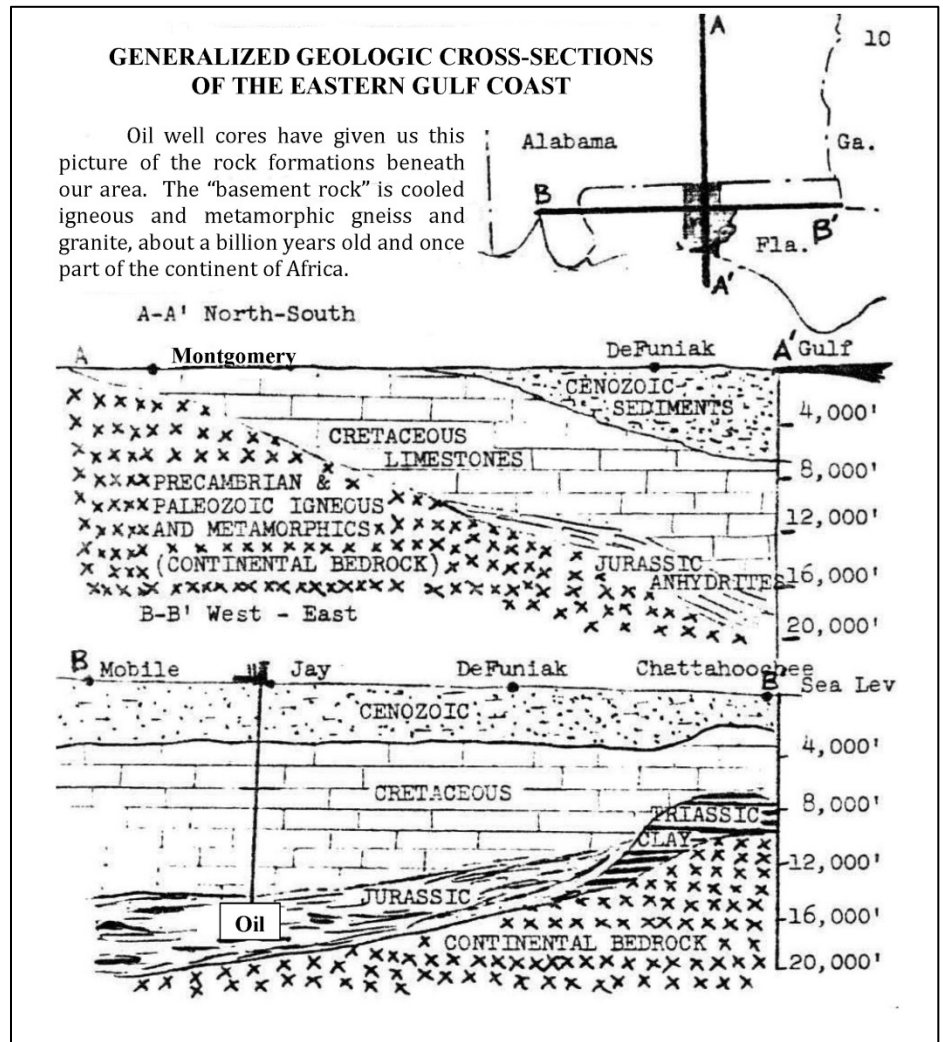 GENERALIZED GEOLOGIC CROSS-SECTIONS
OF THE EASTERN GULF COAST
Oil well cores have given us this
picture of the rock formations beneath
our area. The “basement rock” is cooled
igneous and metamorphic gneiss and
granite, about a billion years old and once
part of the continent of Africa.
A
10
Alabama
Ga.
B
B'
Fla.
A'
A-A' North-South
A
Montgomery
DeFuniak
A' Gulf
CENOZOIC
SEDIMENTS
4,000'
CRETACEOUS
LIMESTONES
8,000'
PRECAMBRIAN &
PALEOZOIC IGNEOUS
AND METAMORPHICS
(CONTINENTAL BEDROCK)
12,000'
JURASSIC
ANHYDRITES
16,000'
20,000'
B-B' West - East
B
Mobile
Jay
DeFuniak
Chattahoochee
B'
Sea Lev
CENOZOIC
4,000'
CRETACEOUS
8,000'
TRIASSIC
CLAY
12,000'
JURASSIC
Oil
16,000'
CONTINENTAL BEDROCK
20,000'